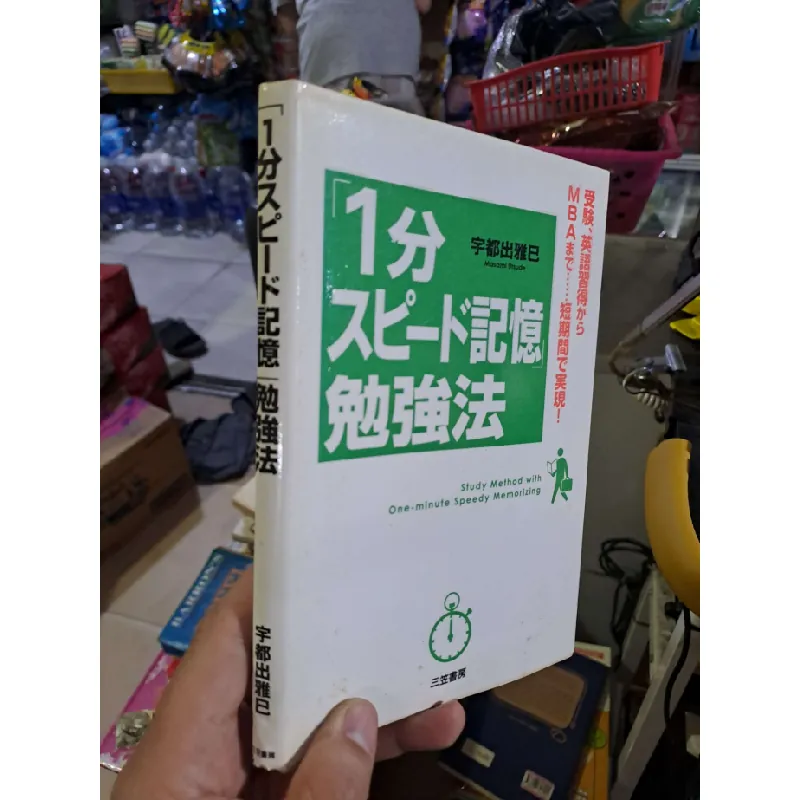 「1分スピード記憶」勉強法
宇都出雅巳
「1分
スピード記憶」
勉強法
宇都出雅巳
Masami Utsude
受験、英語習得から
MBAまで……短期間で実現!
Study Method with
One-minute Speedy Memorizing
三笠書房
BARRON'S